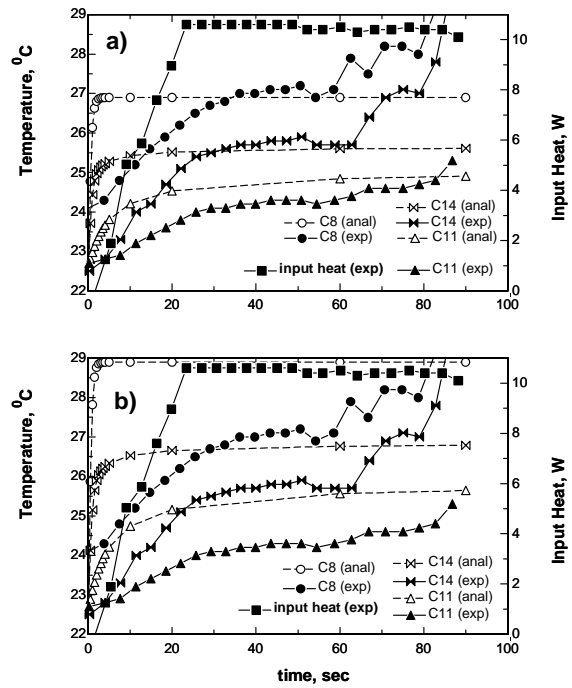 a)
29
28
27
26
25
24
23
22
Temperature, ⁰C
10
8
6
4
2
0
Input Heat, W
C8 (anal)
C8 (exp)
C14 (anal)
C14 (exp)
C11 (anal)
input heat (exp)
C11 (exp)
0 20 40 60 80 100
b)
29
28
27
26
25
24
23
22
Temperature, ⁰C
10
8
6
4
2
0
Input Heat, W
C8 (anal)
C8 (exp)
C14 (anal)
C14 (exp)
C11 (anal)
input heat (exp)
C11 (exp)
0 20 40 60 80 100
time, sec